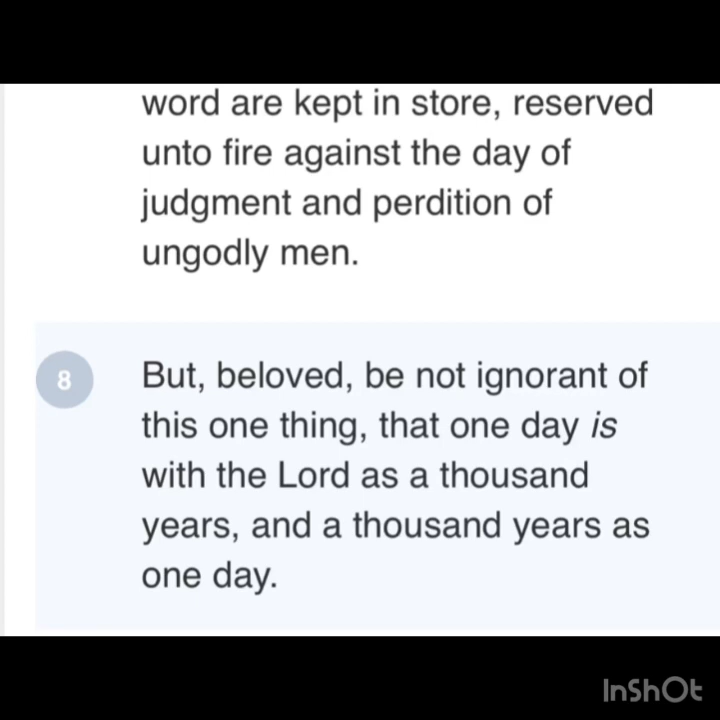 word are kept in store, reserved
unto fire against the day of
judgment and perdition of
ungodly men.
8
But, beloved, be not ignorant of
this one thing, that one day is
with the Lord as a thousand
years, and a thousand years as
one day.
InShOt